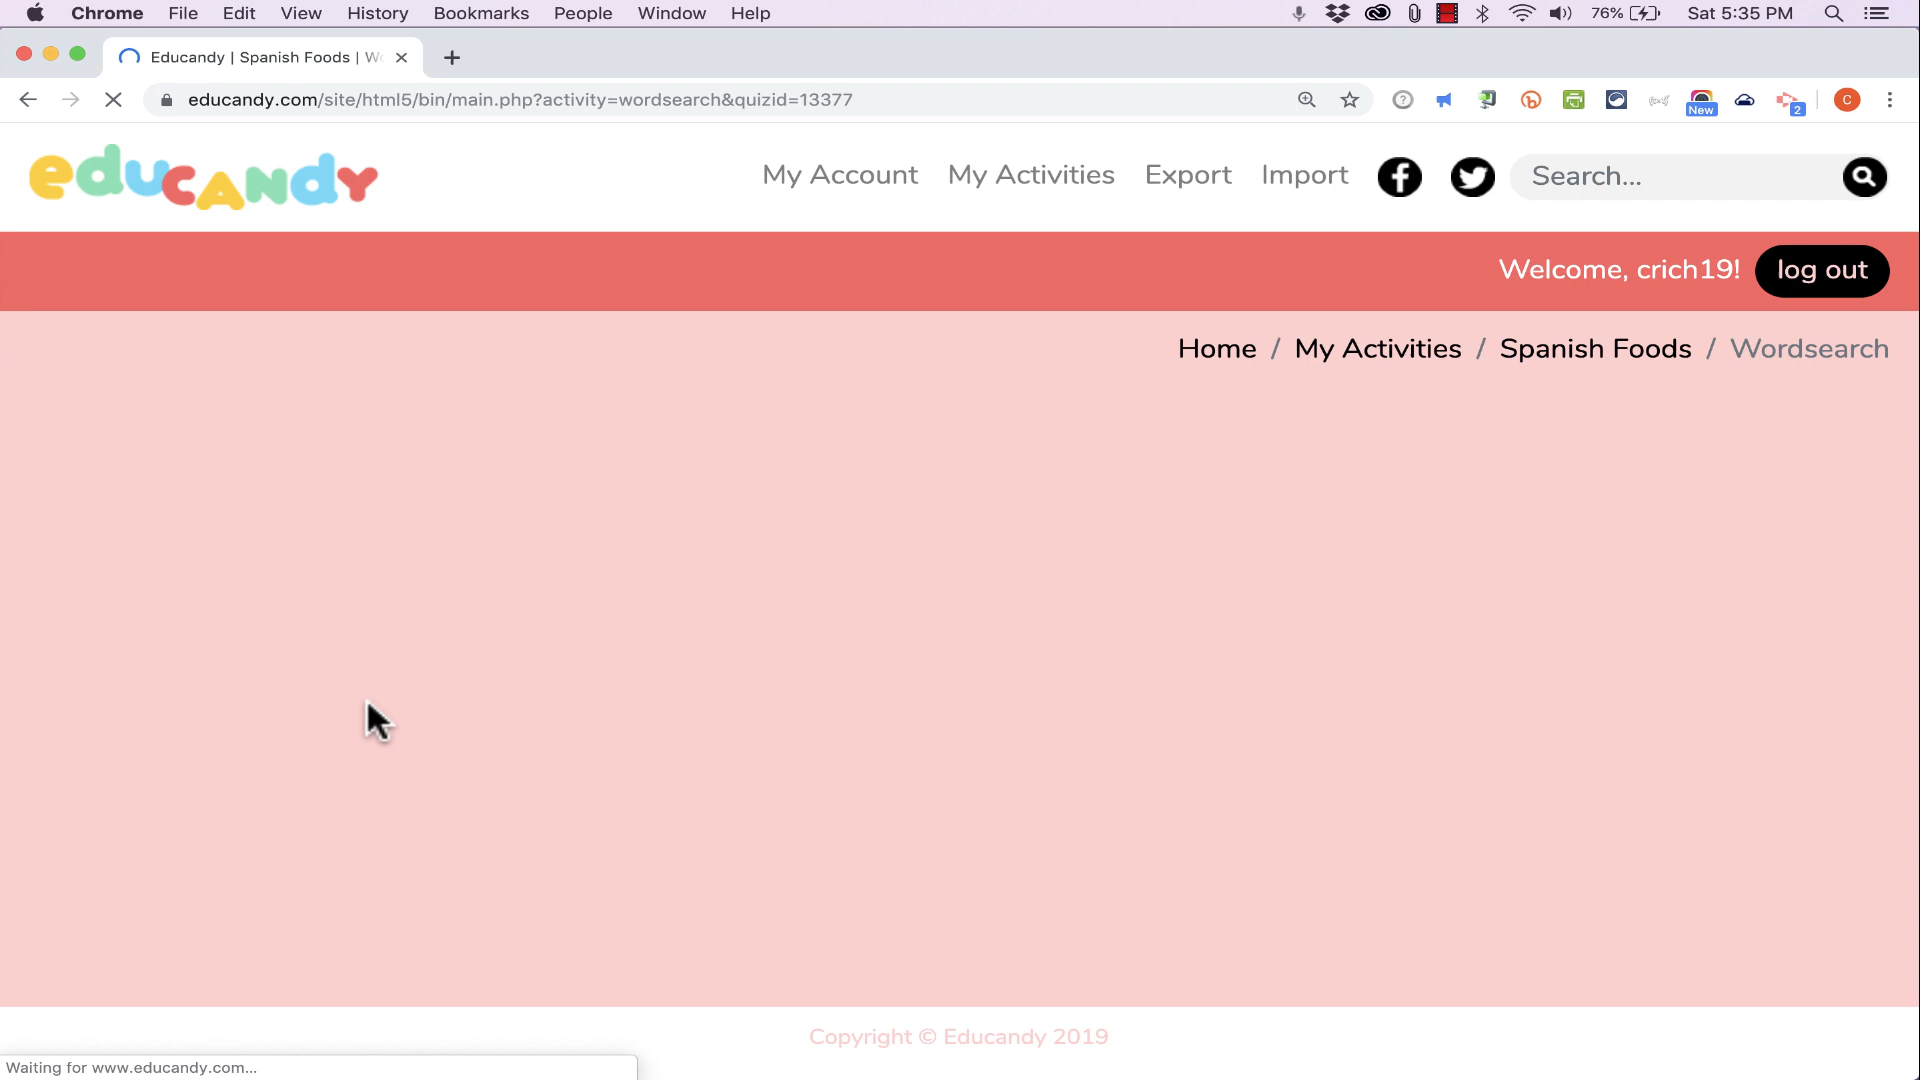 Chrome File Edit View History Bookmarks People Window Help 76% Sat 5:35 PM
Educandy | Spanish Foods | W
educandy.com/site/html5/bin/main.php?activity=wordsearch&quizid=13377 New 2 C
eduCANdY My Account My Activities Export Import Search...
Welcome, crich19! log out
Home / My Activities / Spanish Foods / Wordsearch
Copyright © Educandy 2019
Waiting for www.educandy.com...